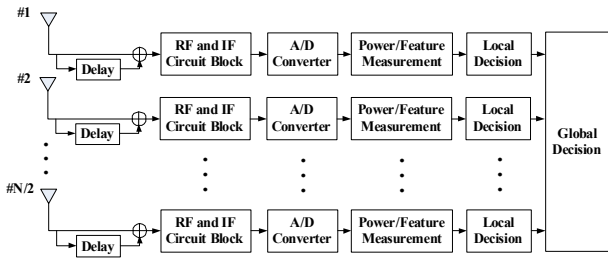 #1
Delay
RF and IF
Circuit Block
A/D
Converter
Power/Feature
Measurement
Local
Decision
#2
Delay
RF and IF
Circuit Block
A/D
Converter
Power/Feature
Measurement
Local
Decision
#N/2
Delay
RF and IF
Circuit Block
A/D
Converter
Power/Feature
Measurement
Local
Decision
Global
Decision